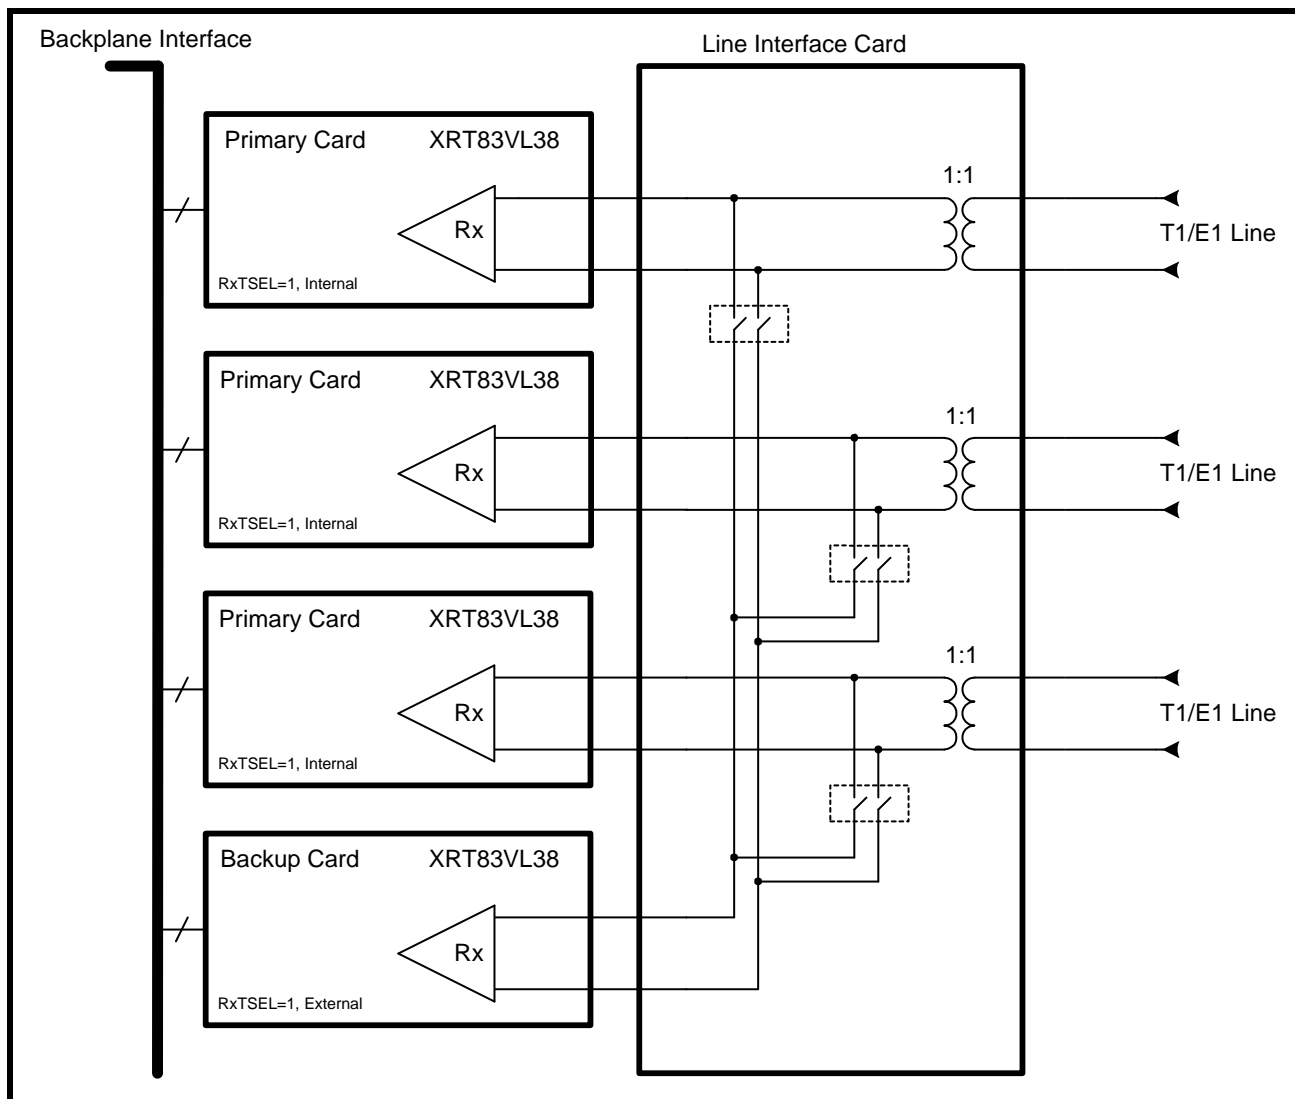 Backplane Interface
Line Interface Card
Primary Card XRT83VL38
1:1
Rx
T1/E1 Line
RxTSEL=1, Internal
Primary Card XRT83VL38
1:1
Rx
T1/E1 Line
RxTSEL=1, Internal
Primary Card XRT83VL38
1:1
Rx
T1/E1 Line
RxTSEL=1, Internal
Backup Card XRT83VL38
Rx
RxTSEL=1, External